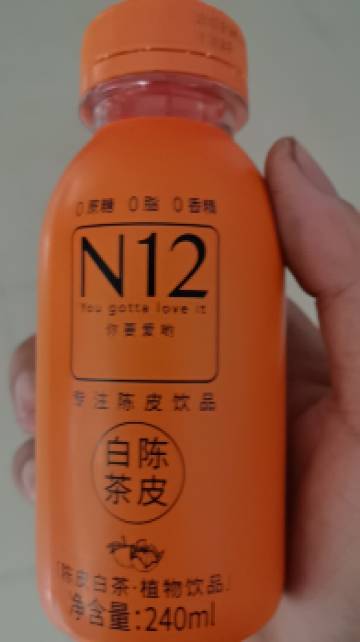 0蔗糖 0脂 0香精
N12
You gotta love it
你要爱哟
专注陈皮饮品
白陈
茶皮
「陈皮白茶·植物饮品」
净含量:240ml